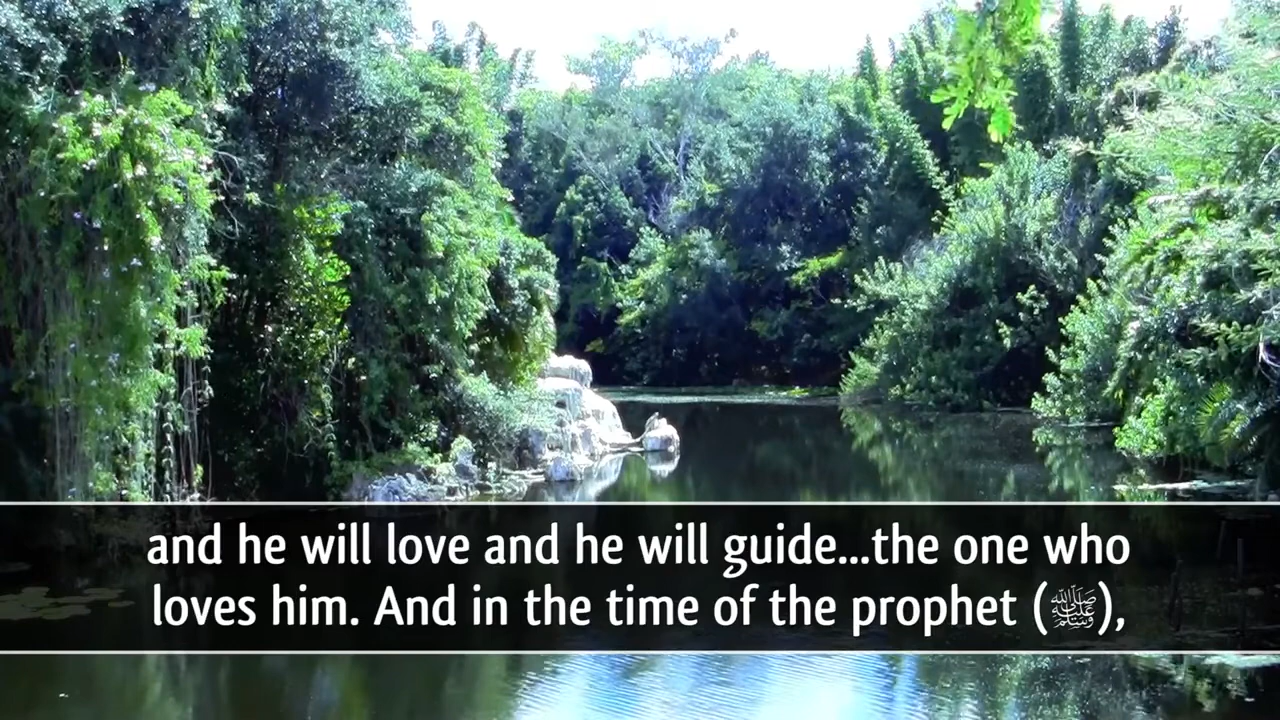 and he will love and he will guide...the one who
loves him. And in the time of the prophet (ﷺ),